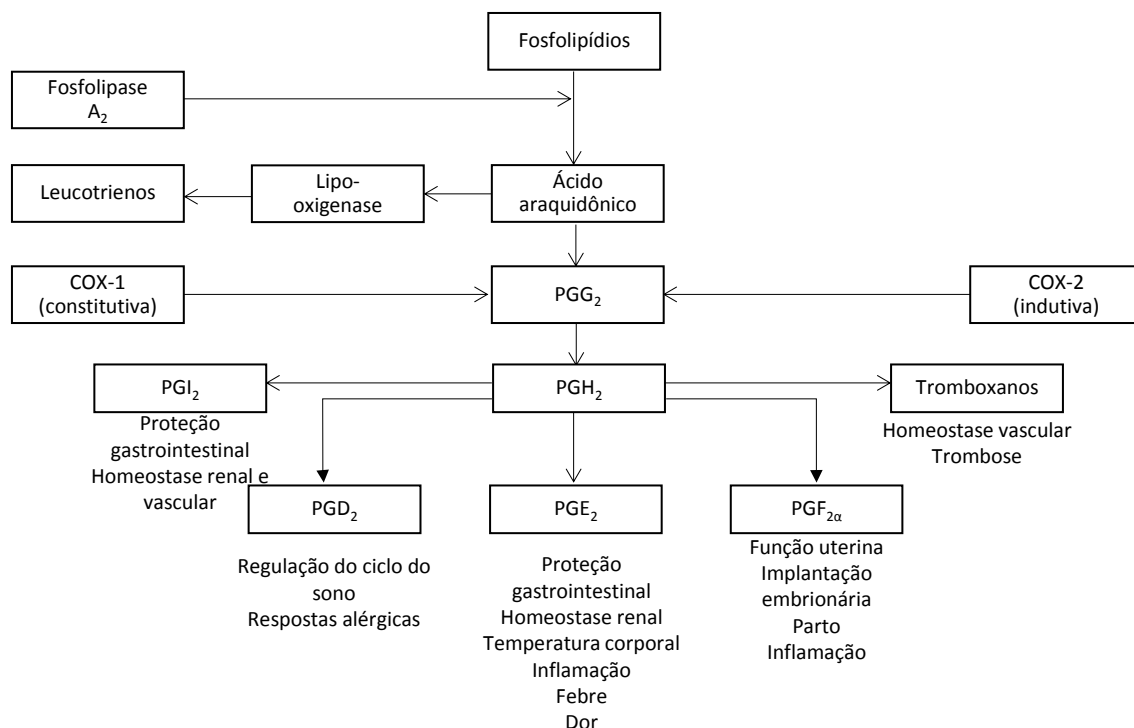 Fosfolipídios
Fosfolipase
A₂
Leucotrienos
Lipo-
oxigenase
Ácido
araquidônico
COX-1
(constitutiva)
PGG₂
COX-2
(indutiva)
PGI₂
Proteção
gastrointestinal
Homeostase renal e
vascular
PGH₂
Tromboxanos
Homeostase vascular
Trombose
PGD₂
Regulação do ciclo do
sono
Respostas alérgicas
PGE₂
Proteção
gastrointestinal
Homeostase renal
Temperatura corporal
Inflamação
Febre
Dor
PGF₂α
Função uterina
Implantação
embrionária
Parto
Inflamação